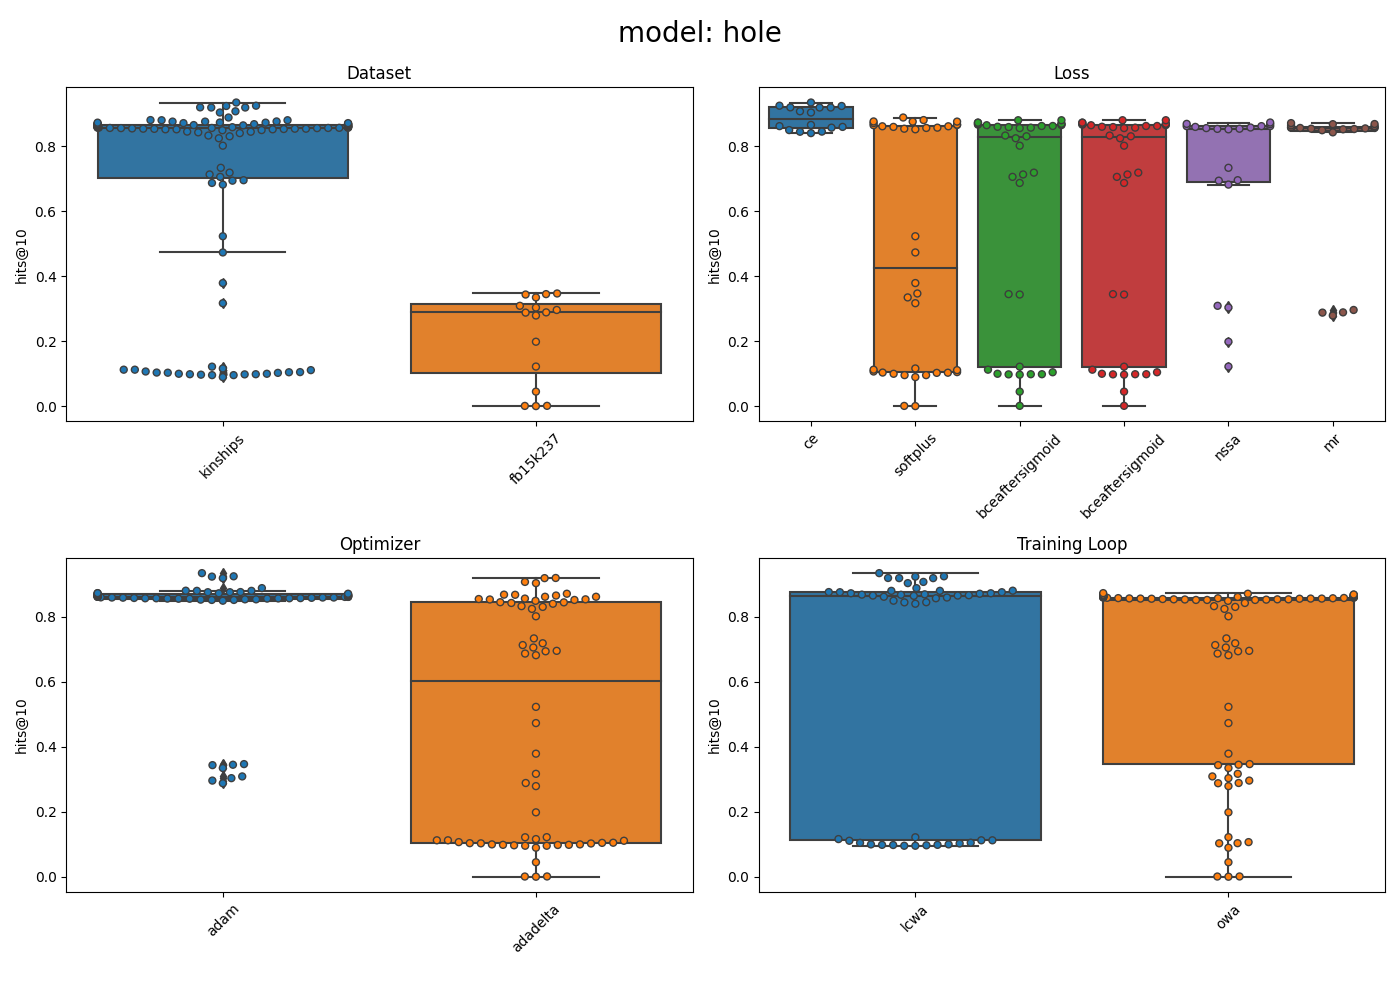 model: hole
Dataset
Loss
hits@10
0.8
0.6
0.4
0.2
0.0
kinships
fb15k237
hits@10
0.8
0.6
0.4
0.2
0.0
ce
softplus
bceaftersigmoid
bceaftersigmoid
nssa
mr
Optimizer
Training Loop
hits@10
0.8
0.6
0.4
0.2
0.0
adam
adadelta
hits@10
0.8
0.6
0.4
0.2
0.0
lcwa
owa